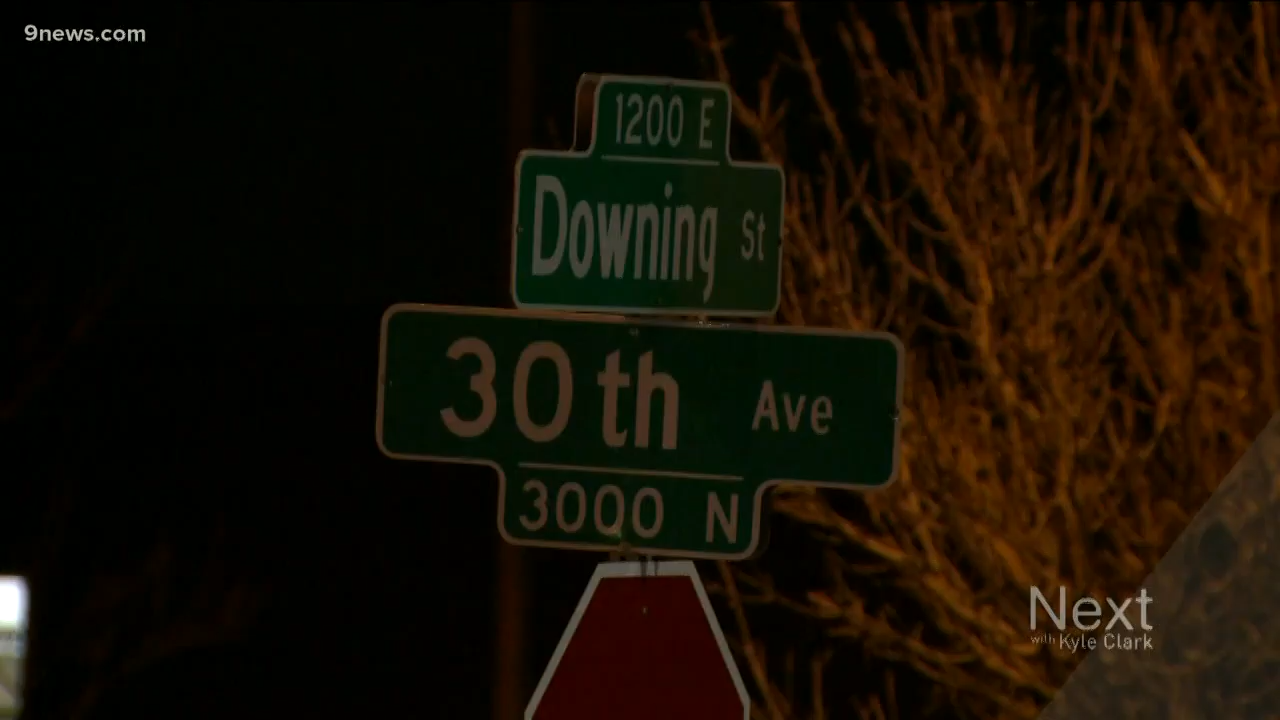 9news.com
1200 E
Downing St
30th Ave
3000 N
Next
with Kyle Clark